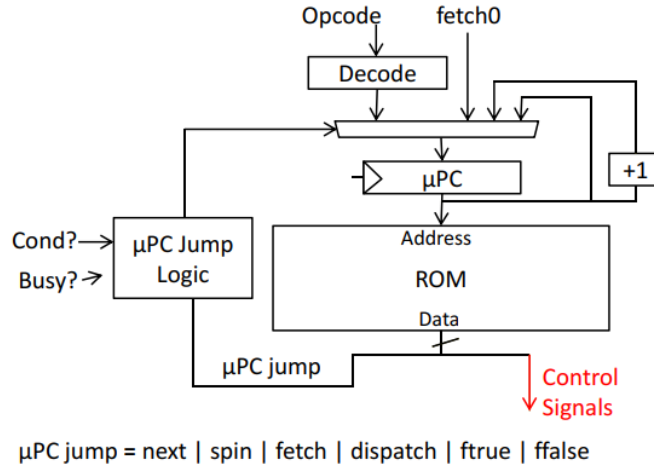 Opcode
fetch0
Decode
+1
μPC
Cond?
Busy?
μPC Jump
Logic
Address
ROM
Data
μPC jump
Control
Signals
μPC jump = next | spin | fetch | dispatch | ftrue | ffalse